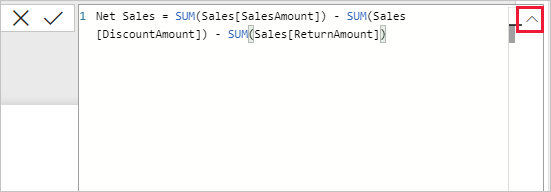 1 Net Sales = SUM(Sales[SalesAmount]) - SUM(Sales
[DiscountAmount]) - SUM(Sales[ReturnAmount])